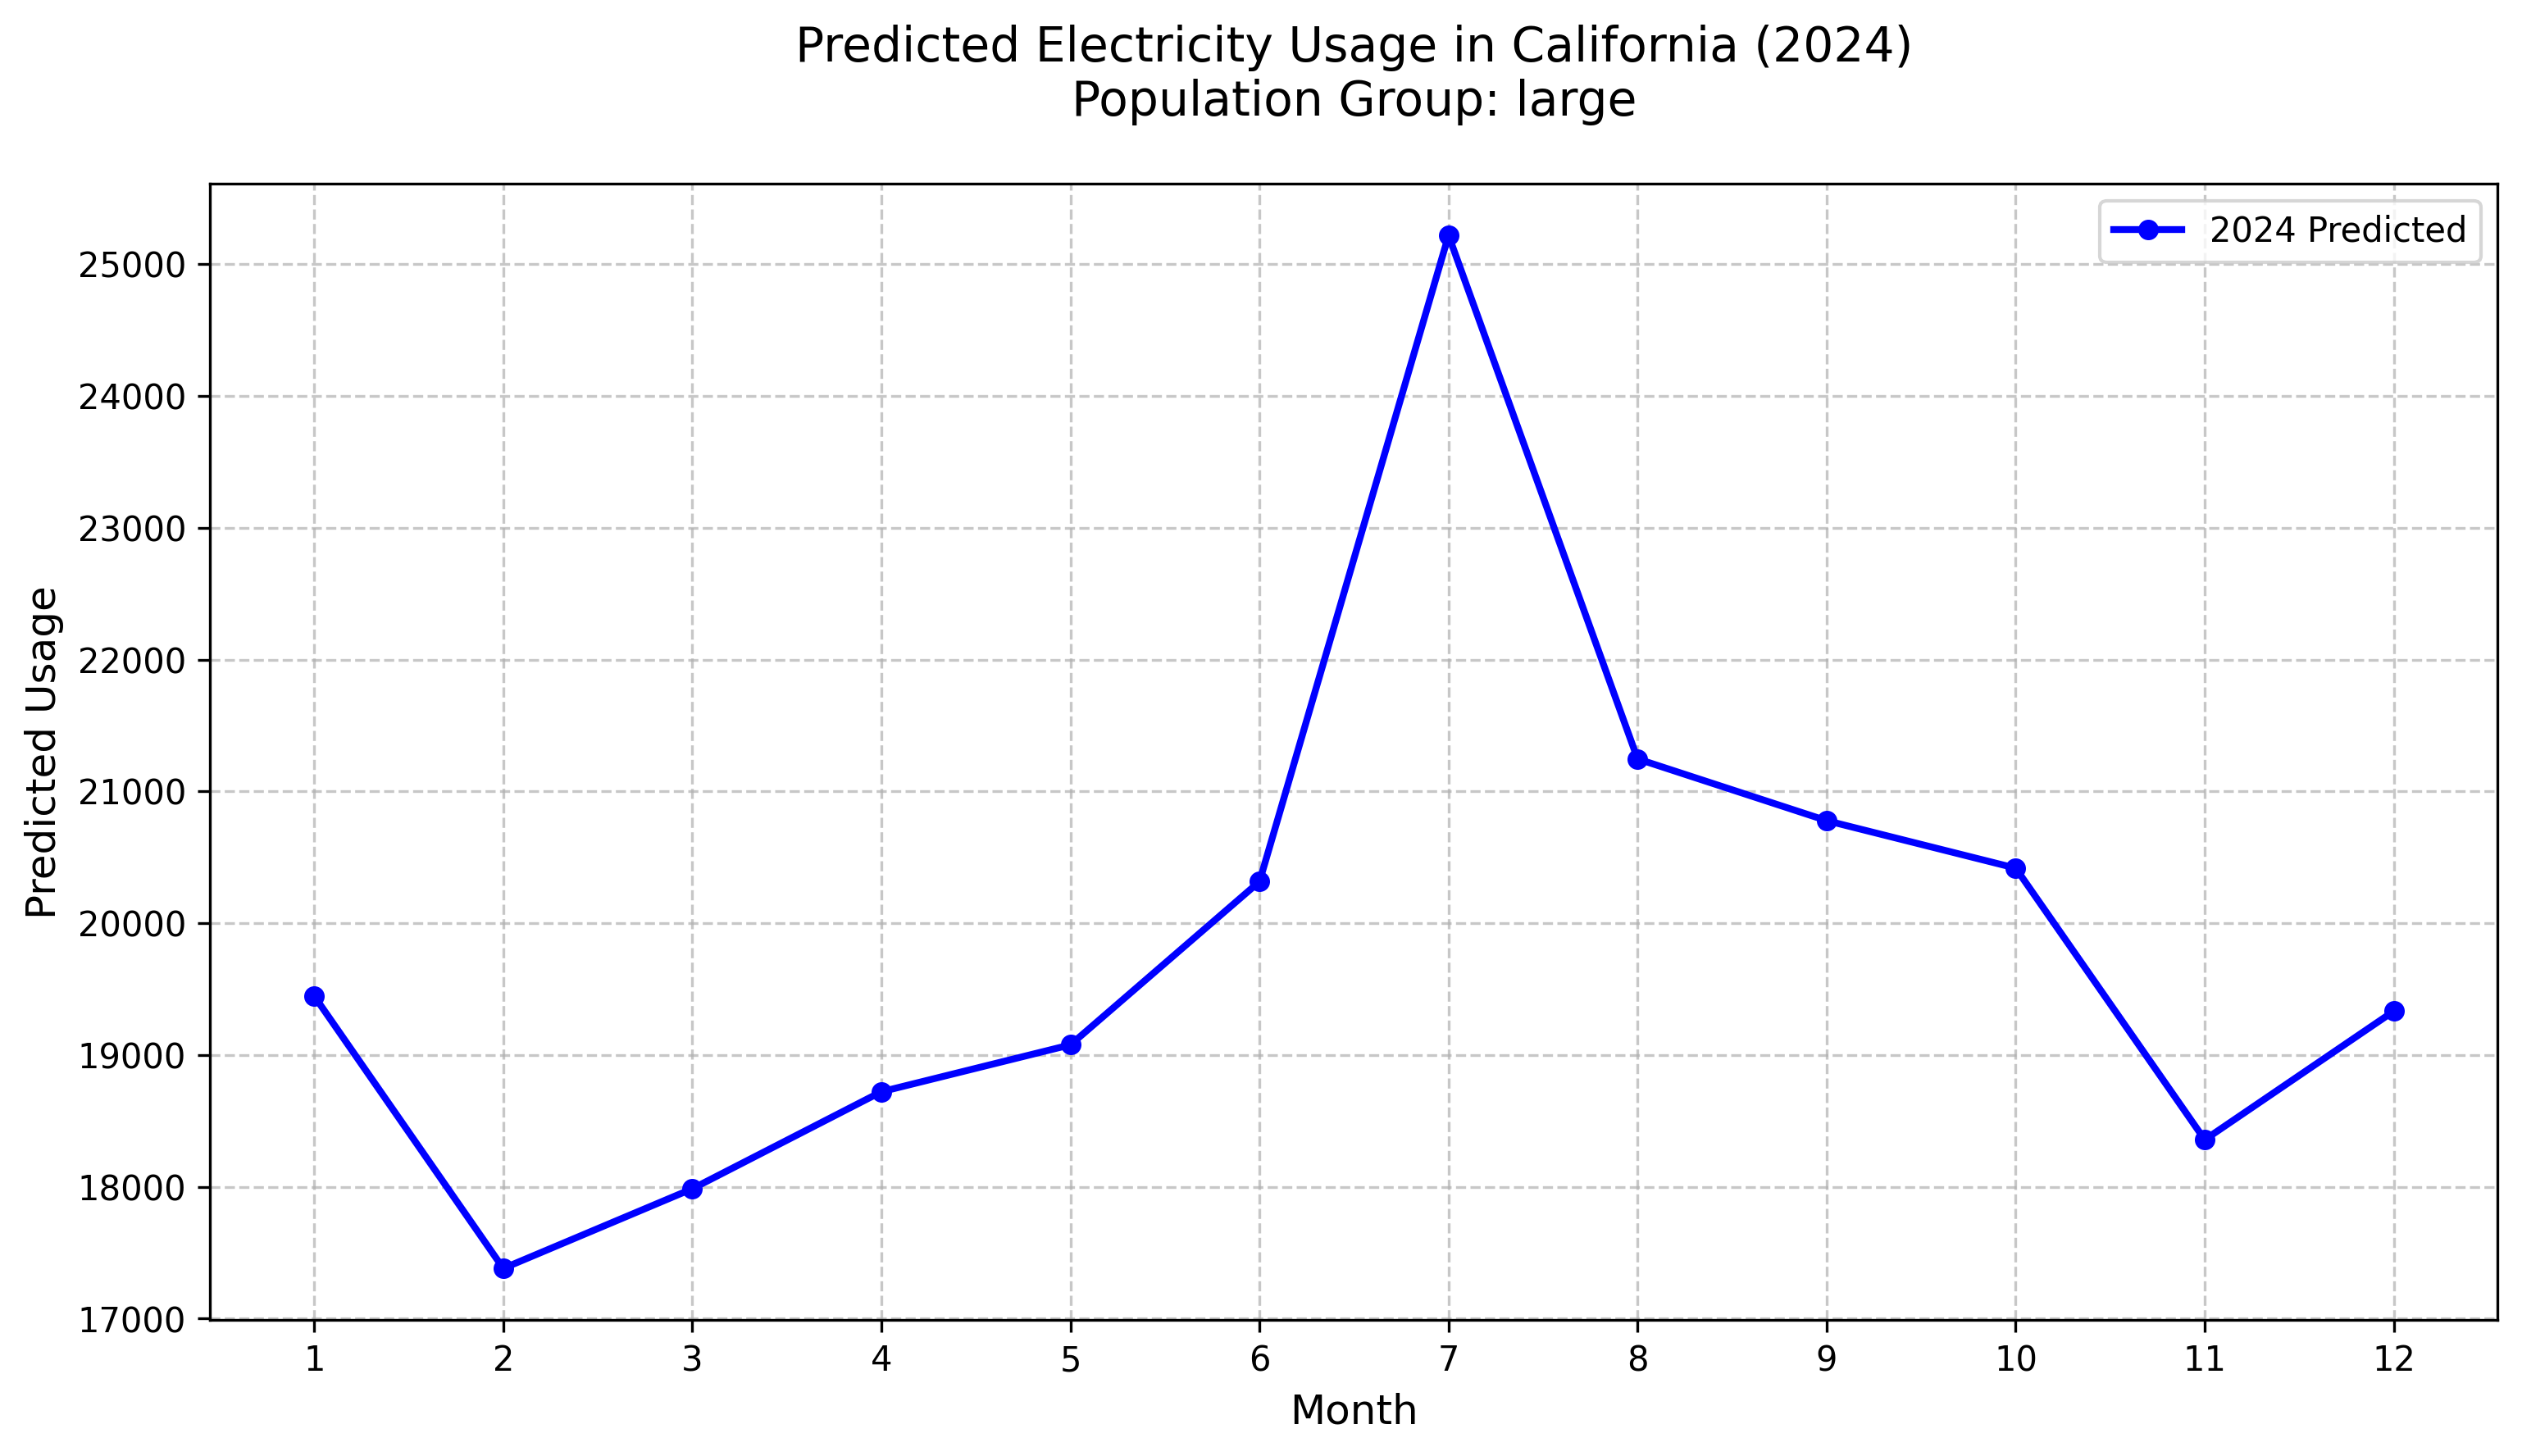 Predicted Electricity Usage in California (2024)
Population Group: large
2024 Predicted
25000
24000
23000
22000
21000
20000
19000
18000
17000
Predicted Usage
1 2 3 4 5 6 7 8 9 10 11 12
Month